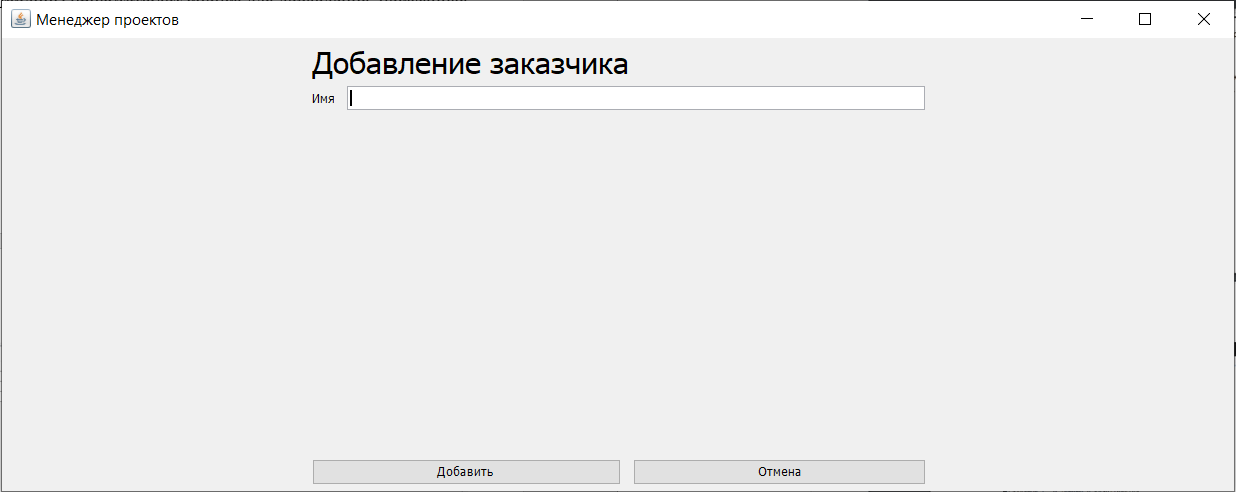 Менеджер проектов
Добавление заказчика
Имя
Добавить
Отмена